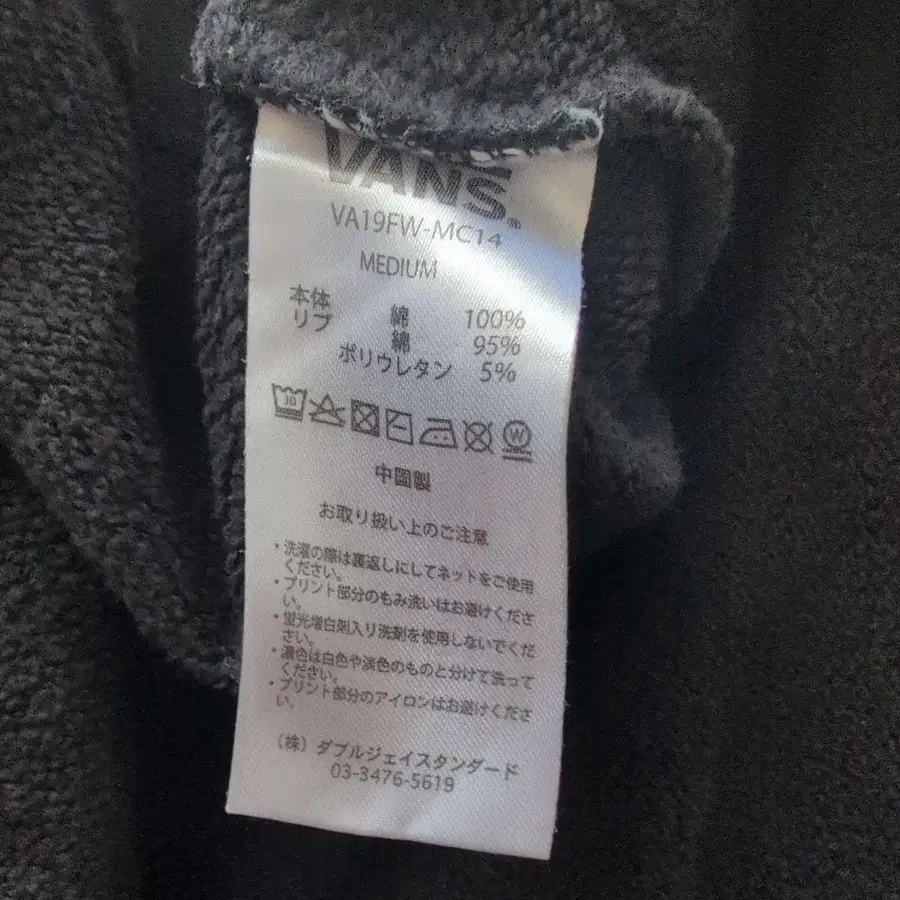 VANS
VA19FW-MC14
MEDIUM
本体 綿 100%
リブ 綿 95%
ポリウレタン 5%
30
W
中国製
お取り扱い上のご注意
・洗濯の際は裏返しにしてネットをご使用
ください。
・プリント部分のもみ洗いはお避けくださ
い。
・蛍光増白剤入り洗剤を使用しないでくだ
さい。
・濃色は白色や淡色のものと分けて洗って
ください。
・プリント部分のアイロンはお避けくださ
い。
(株) ダブルジェイスタンダード
03-3476-5619